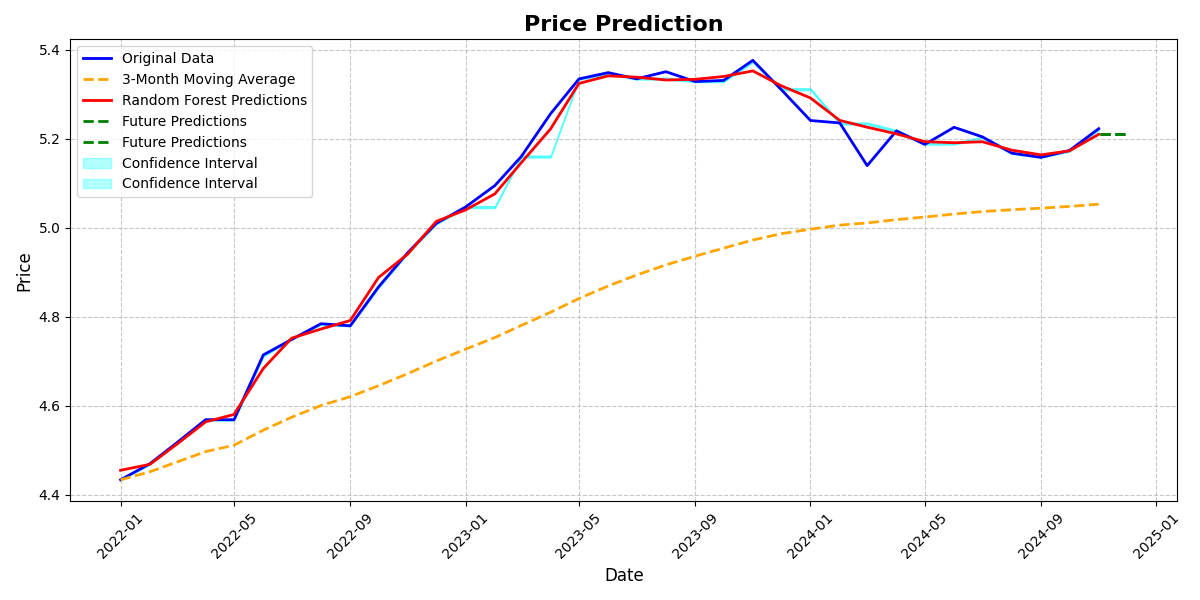 Price Prediction
5.4
5.2
5.0
4.8
4.6
4.4
Price
Original Data
3-Month Moving Average
Random Forest Predictions
Future Predictions
Future Predictions
Confidence Interval
Confidence Interval
2022-01
2022-05
2022-09
2023-01
2023-05
2023-09
2024-01
2024-05
2024-09
2025-01
Date